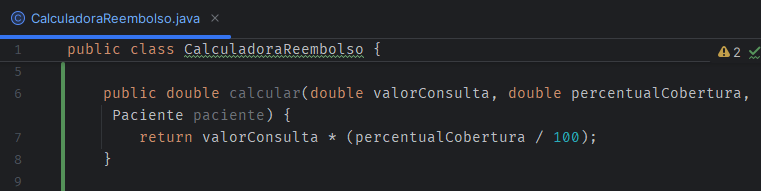 CalculadoraReembolso.java
1 public class CalculadoraReembolso { 2
5
6 public double calcular(double valorConsulta, double percentualCobertura,
Paciente paciente) {
7 return valorConsulta * (percentualCobertura / 100);
8 }
9